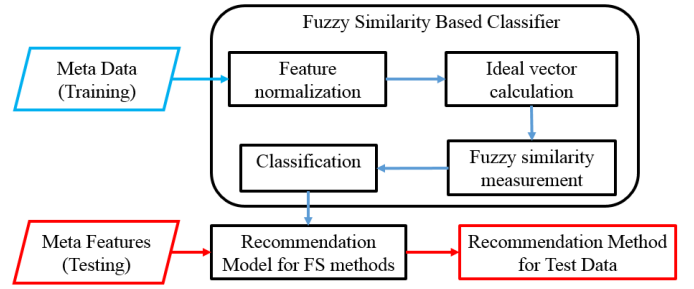 Fuzzy Similarity Based Classifier
Meta Data
(Training)
Feature
normalization
Ideal vector
calculation
Classification
Fuzzy similarity
measurement
Meta Features
(Testing)
Recommendation
Model for FS methods
Recommendation Method
for Test Data